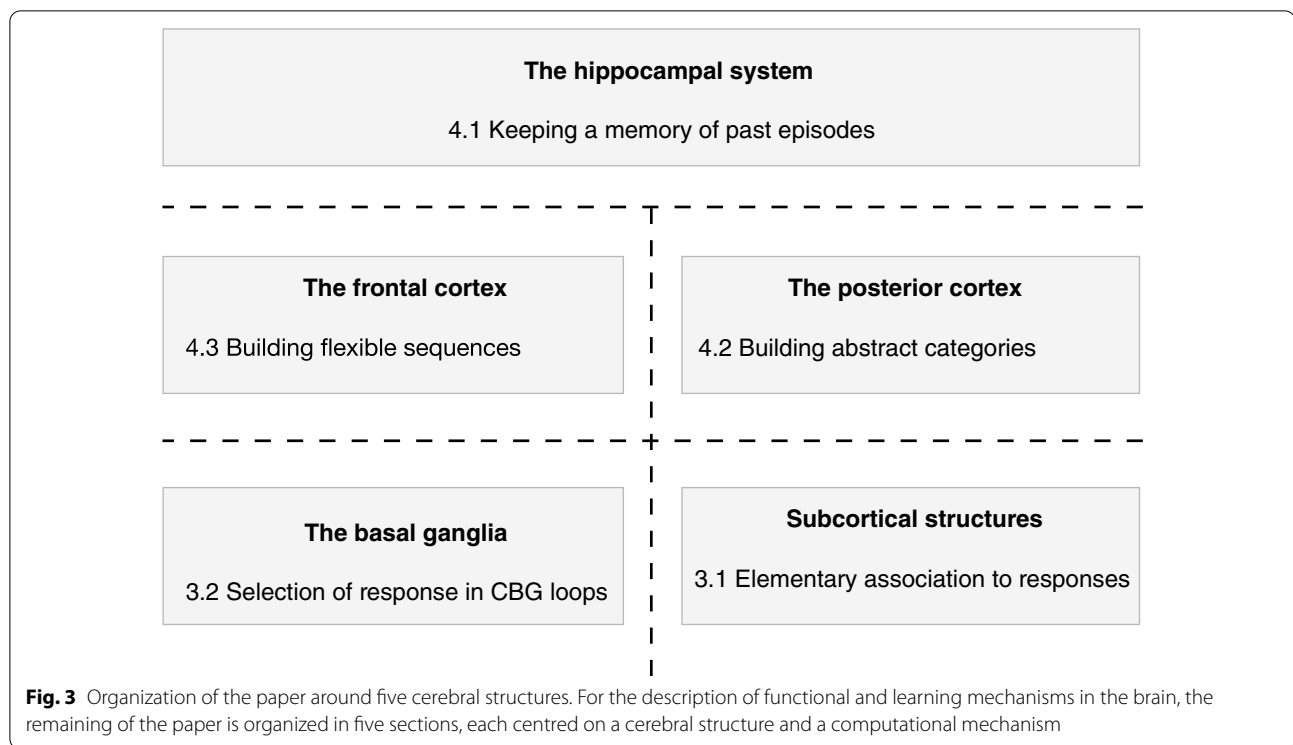 The hippocampal system
4.1 Keeping a memory of past episodes
The frontal cortex
4.3 Building flexible sequences
The posterior cortex
4.2 Building abstract categories
The basal ganglia
3.2 Selection of response in CBG loops
Subcortical structures
3.1 Elementary association to responses
Fig. 3 Organization of the paper around five cerebral structures. For the description of functional and learning mechanisms in the brain, the
remaining of the paper is organized in five sections, each centred on a cerebral structure and a computational mechanism